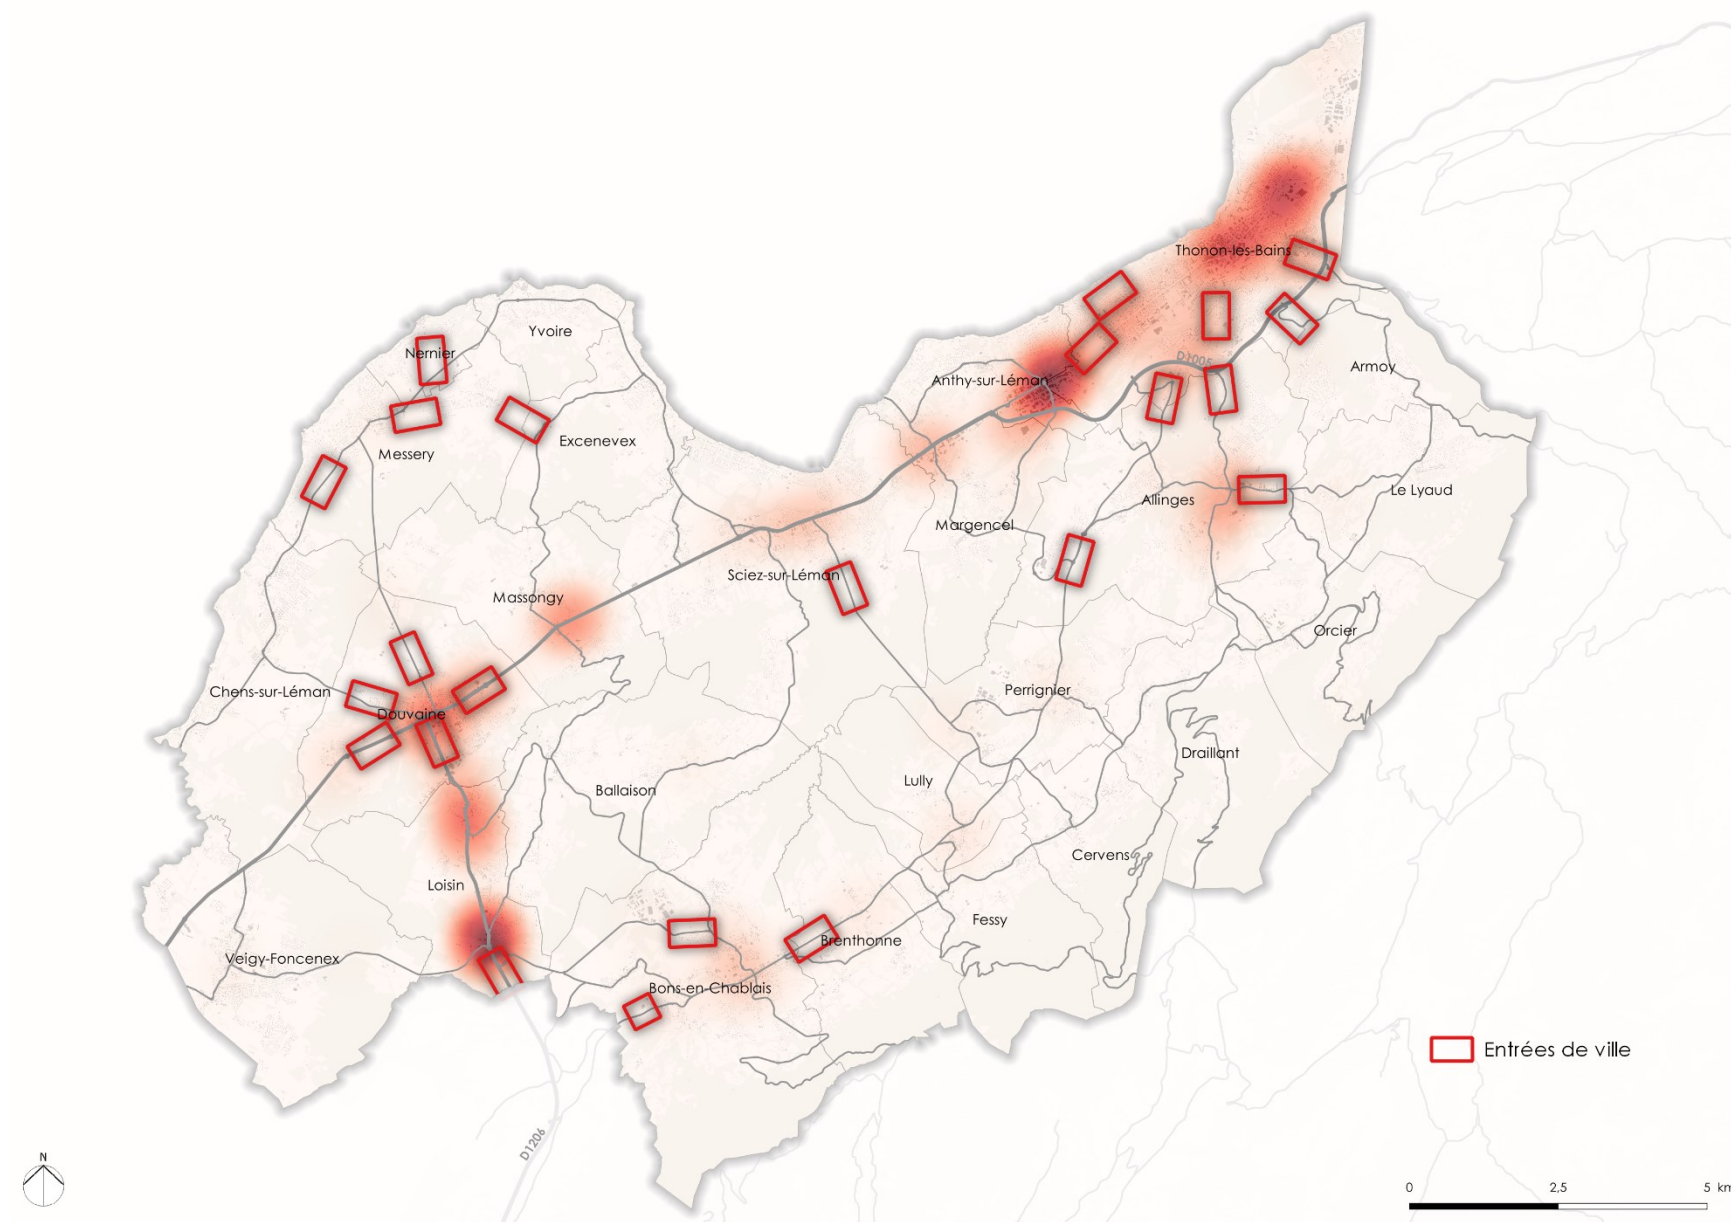 Thonon-les-Bains
Yvoire
Nernier
D1005
Armoy
Anthy-sur-Léman
Excenevex
Messery
Le Lyaud
Allinges
Margencel
Sciez-sur-Léman
Massongy
Orcier
Chens-sur-Léman
Perrignier
Douvaine
Draillant
Lully
Ballaison
Cervens
Loisin
Fessy
Brenthonne
Veigy-Foncenex
Bons-en-Chablais
Entrées de ville
D1206
N
0 2,5 5 km